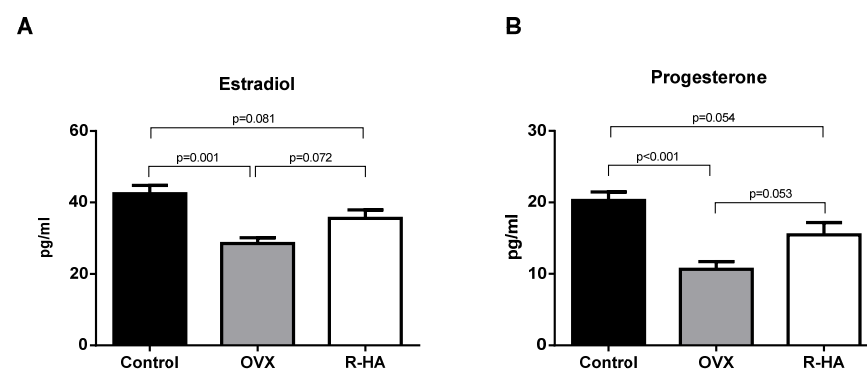 A
Estradiol
pg/ml
60
40
20
0
p=0.081
p=0.001
p=0.072
Control
OVX
R-HA
B
Progesterone
pg/ml
30
20
10
0
p=0.054
p<0.001
p=0.053
Control
OVX
R-HA